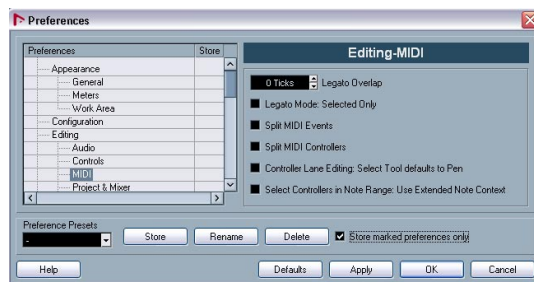 Preferences
Preferences Store
Appearance
General
Meters
Work Area
Configuration
Editing
Audio
Controls
MIDI
Project & Mixer
Editing-MIDI
0 Ticks Legato Overlap
Legato Mode: Selected Only
Split MIDI Events
Split MIDI Controllers
Controller Lane Editing: Select Tool defaults to Pen
Select Controllers in Note Range: Use Extended Note Context
Preference Presets
- Store Rename Delete Store marked preferences only
Help Defaults Apply OK Cancel